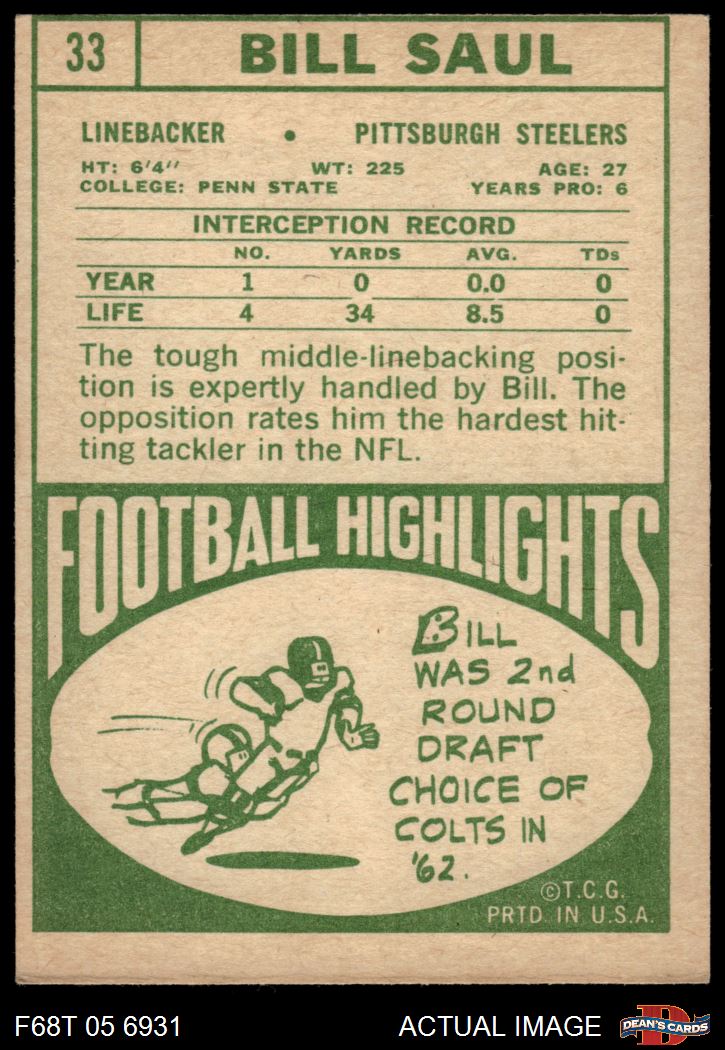 33 BILL SAUL
LINEBACKER • PITTSBURGH STEELERS
HT: 6'4" WT: 225 AGE: 27
COLLEGE: PENN STATE YEARS PRO: 6
INTERCEPTION RECORD
NO. YARDS AVG. TDs
YEAR 1 0 0.0 0
LIFE 4 34 8.5 0
The tough middle-linebacking posi-
tion is expertly handled by Bill. The
opposition rates him the hardest hit-
ting tackler in the NFL.
FOOTBALL HIGHLIGHTS
BILL
WAS 2nd
ROUND
DRAFT
CHOICE OF
COLTS IN
'62.
©T.C.G.
PRTD. IN U.S.A.
F68T 05 6931 ACTUAL IMAGE D DEAN'S CARDS